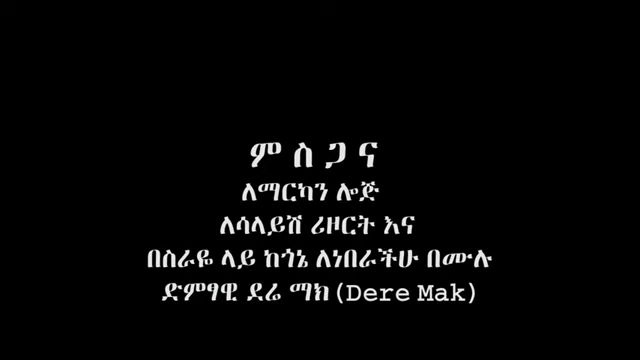 ም ስ ጋ ና
ለማርካን ሎጅ
ለሳላይሽ ሪዞርት እና
በስራዬ ላይ ከጎኔ ለነበራችሁ በሙሉ
ድምፃዊ ደሬ ማክ(Dere Mak)